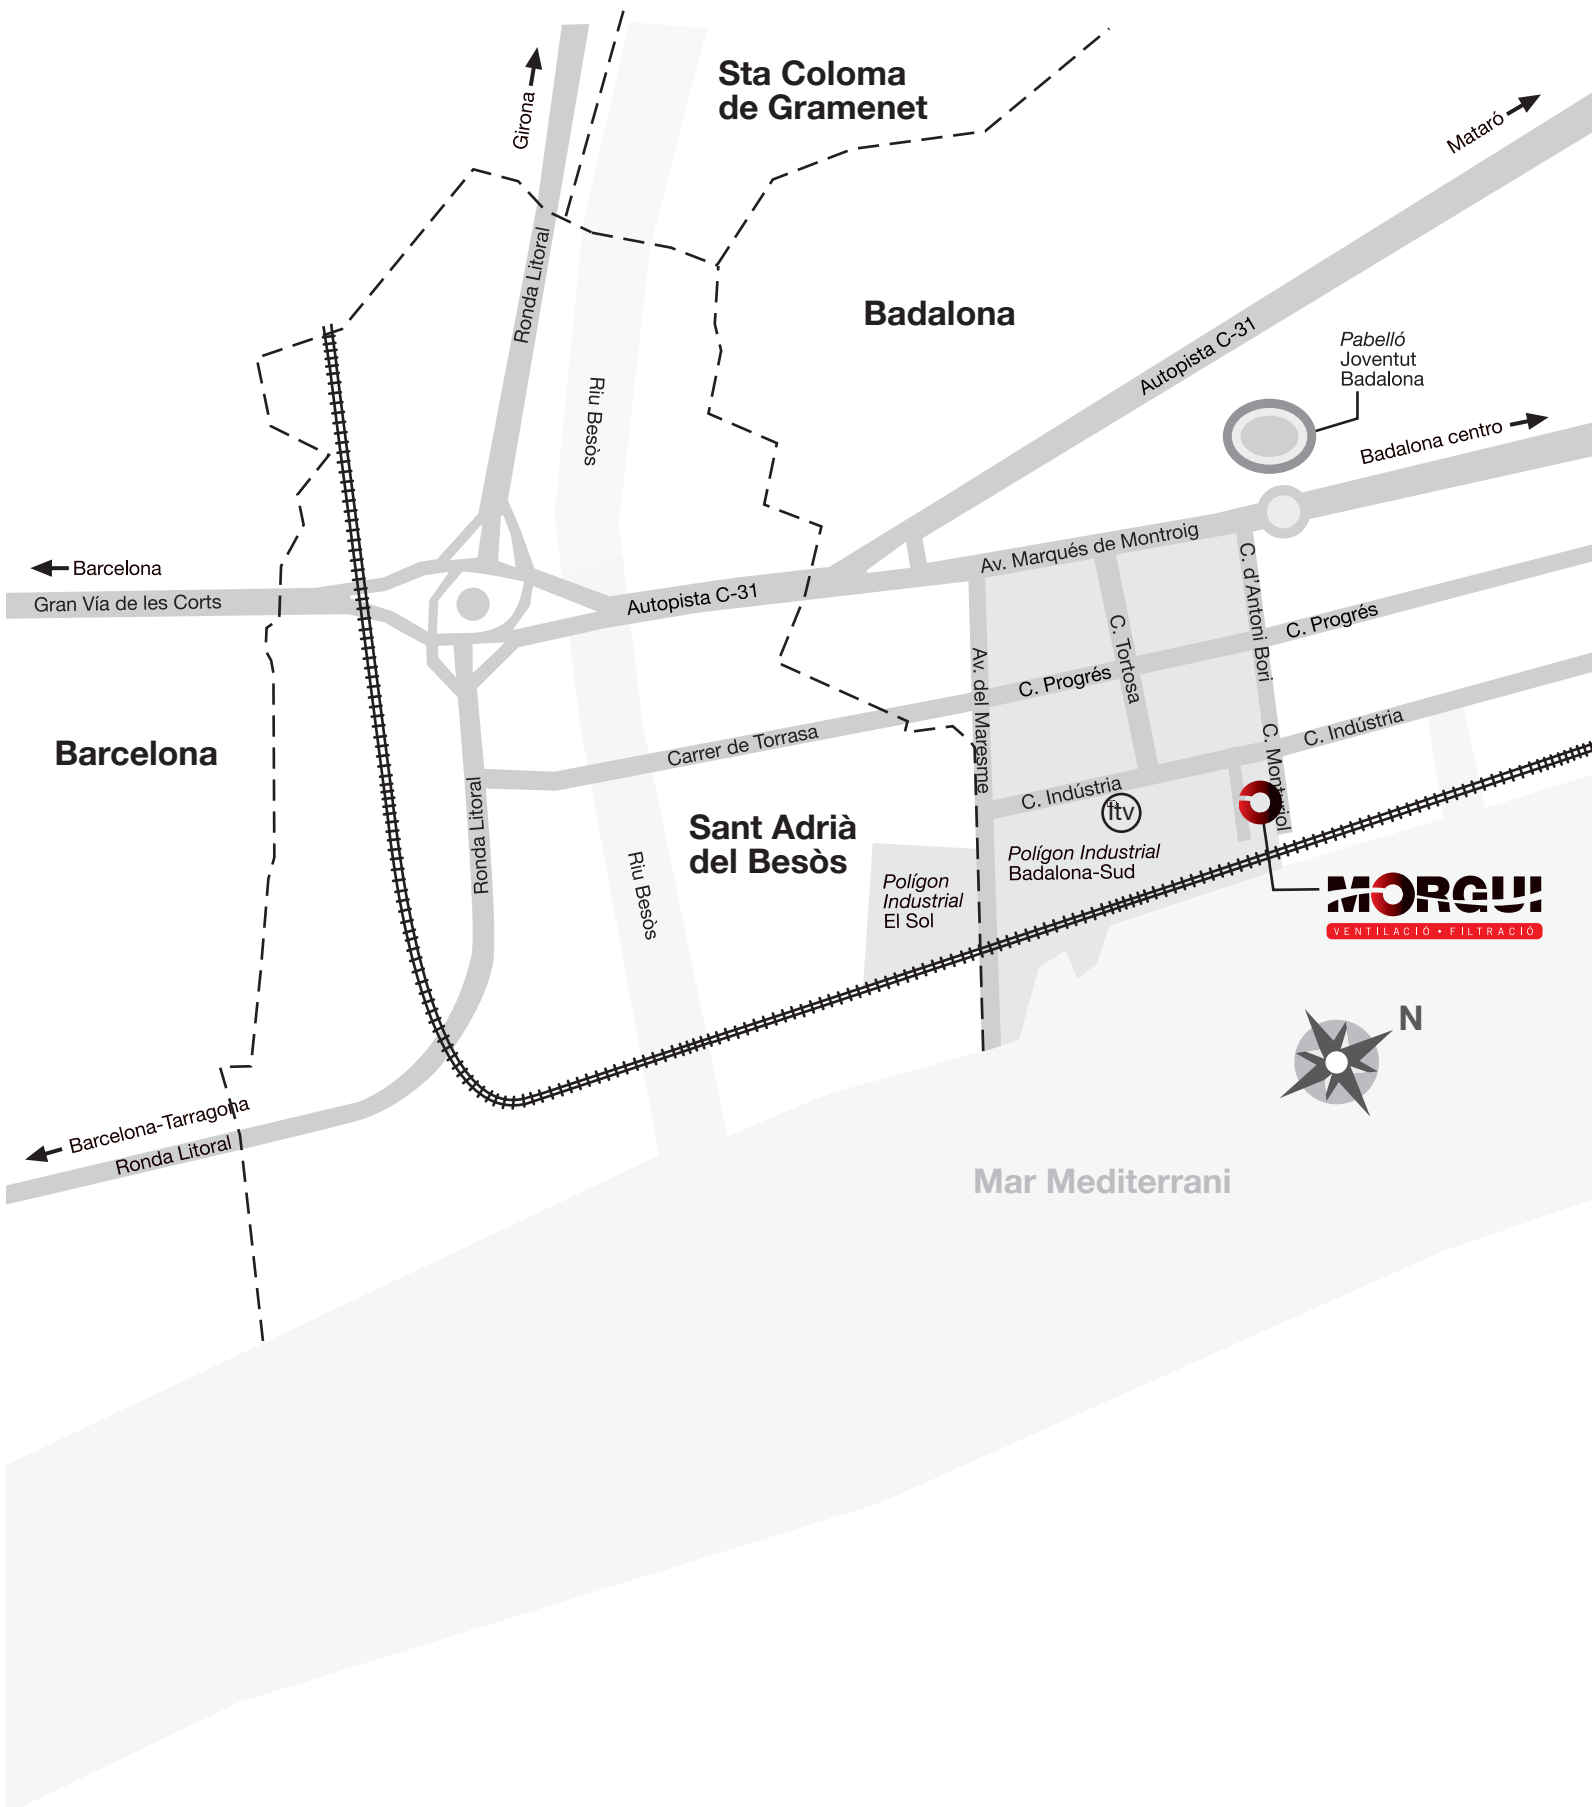 Sta Coloma
de Gramenet
Girona
Mataró
Ronda Litoral
Badalona
Autopista C-31
Pabelló
Joventut
Badalona
Riu Besòs
Badalona centro
Barcelona
Gran Vía de les Corts
Autopista C-31
Av. Marqués de Montroig
C. d'Antoni Bori
C. Progrés
C. Tortosa
C. Progrés
Av. del Maresme
Carrer de Torrasa
C. Indústria
C. Indústria
Barcelona
Ronda Litoral
Sant Adrià
del Besòs
Riu Besòs
itv
Polígon Industrial
Badalona-Sud
Polígon
Industrial
El Sol
MORGUI
VENTILACIÓ • FILTRACIÓ
N
Barcelona-Tarragona
Ronda Litoral
Mar Mediterrani